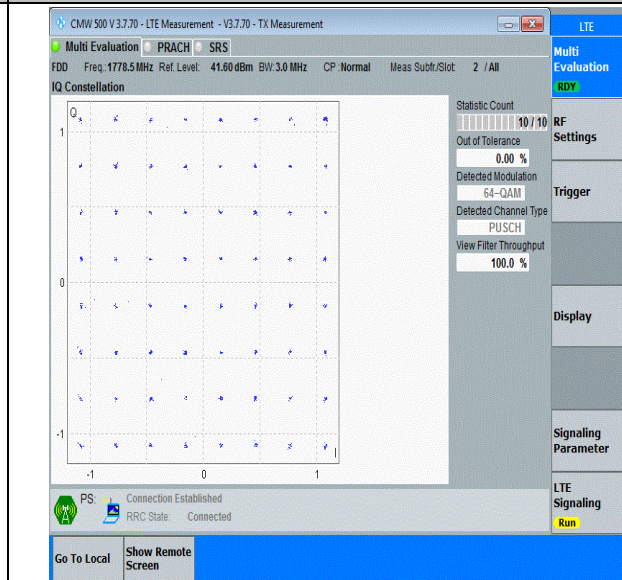 CMW 500 V 3.7.70 - LTE Measurement - V3.7.70 - TX Measurement
LTE
Multi Evaluation PRACH SRS
FDD Freq.:1778.5 MHz Ref. Level: 41.60 dBm BW: 3.0 MHz CP :Normal Meas Subfr./Slot: 2 / All
IQ Constellation
Q
1
0
-1
-1 0 1
I
Statistic Count
10 / 10
Out of Tolerance
0.00 %
Detected Modulation
64-QAM
Detected Channel Type
PUSCH
View Filter Throughput
100.0 %
Multi
Evaluation
RDY
RF
Settings
Trigger
Display
Signaling
Parameter
LTE
Signaling
Run
PS: Connection Established
RRC State: Connected
Go To Local
Show Remote
Screen